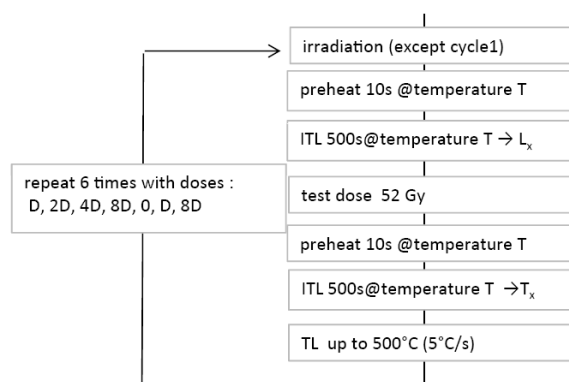 irradiation (except cycle1)
preheat 10s @temperature T
ITL 500s@temperature T → Lₓ
repeat 6 times with doses :
D, 2D, 4D, 8D, 0, D, 8D
test dose 52 Gy
preheat 10s @temperature T
ITL 500s@temperature T →Tₓ
TL up to 500°C (5°C/s)